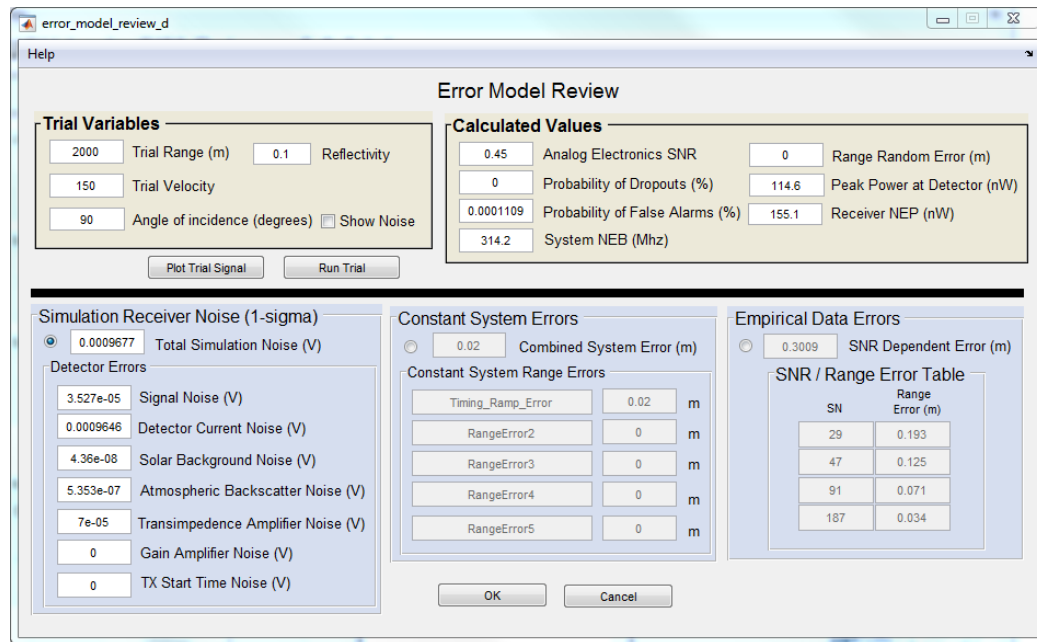 error_model_review_d
Help
Error Model Review
Trial Variables
2000 Trial Range (m) 0.1 Reflectivity
150 Trial Velocity
90 Angle of incidence (degrees) Show Noise
Plot Trial Signal Run Trial
Calculated Values
0.45 Analog Electronics SNR 0 Range Random Error (m)
0 Probability of Dropouts (%) 114.6 Peak Power at Detector (nW)
0.0001109 Probability of False Alarms (%) 155.1 Receiver NEP (nW)
314.2 System NEB (Mhz)
Simulation Receiver Noise (1-sigma)
0.0009677 Total Simulation Noise (V)
Detector Errors
3.527e-05 Signal Noise (V)
0.0009646 Detector Current Noise (V)
4.36e-08 Solar Background Noise (V)
5.353e-07 Atmospheric Backscatter Noise (V)
7e-05 Transimpedence Amplifier Noise (V)
0 Gain Amplifier Noise (V)
0 TX Start Time Noise (V)
Constant System Errors
0.02 Combined System Error (m)
Constant System Range Errors
Timing_Ramp_Error 0.02 m
RangeError2 0 m
RangeError3 0 m
RangeError4 0 m
RangeError5 0 m
Empirical Data Errors
0.3009 SNR Dependent Error (m)
SNR / Range Error Table
SN Range
Error (m)
29 0.193
47 0.125
91 0.071
187 0.034
OK Cancel